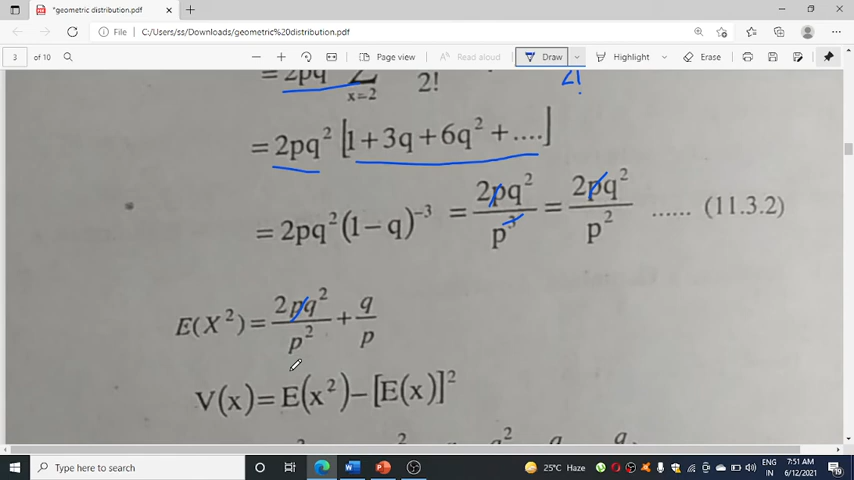 *geometric distribution.pdf
File C:/Users/ss/Downloads/geometric%20distribution.pdf
3 of 10 Page view Read aloud Draw Highlight Erase
= 2pq Σ x=2 2! 2!
= 2pq² [1 + 3q + 6q² + ....]
= 2pq² (1 − q)⁻³ = 2pq² / p³ = 2pq² / p² ...... (11.3.2)
E(X²) = 2pq² / p² + q / p
V(x) = E(x²) − [E(x)]²
Type here to search 25°C Haze ENG IN 7:51 AM 6/12/2021